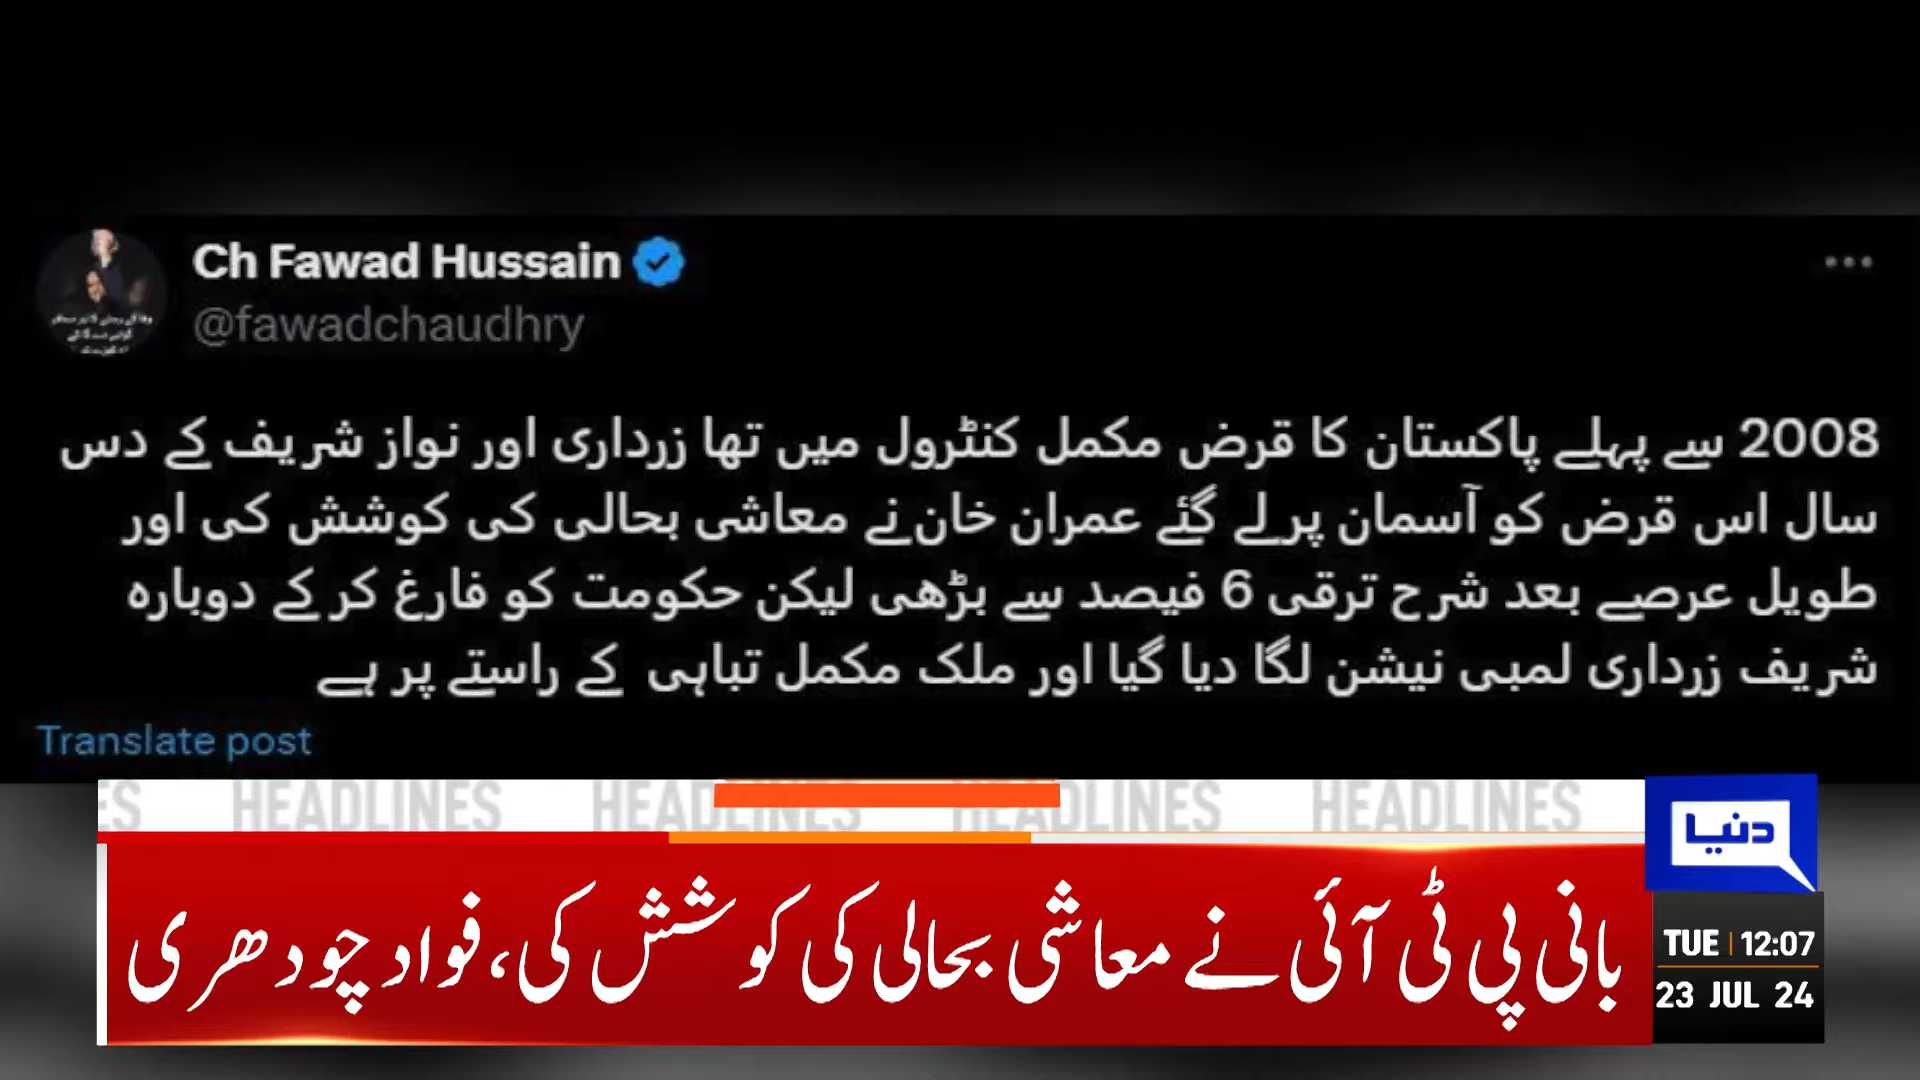 Ch Fawad Hussain
@fawadchaudhry
2008 سے پہلے پاکستان کا قرض مکمل کنٹرول میں تھا زرداری اور نواز شریف کے دس
سال اس قرض کو آسمان پر لے گئے عمران خان نے معاشی بحالی کی کوشش کی اور
طویل عرصے بعد شرح ترقی 6 فیصد سے بڑھی لیکن حکومت کو فارغ کر کے دوبارہ
شریف زرداری لمبی نیشن لگا دیا گیا اور ملک مکمل تباہی کے راستے پر ہے
Translate post
HEADLINES HEADLINES HEADLINES HEADLINES
دنیا
بانی پی ٹی آئی نے معاشی بحالی کی کوشش کی، فواد چودھری
TUE 12:07
23 JUL 24